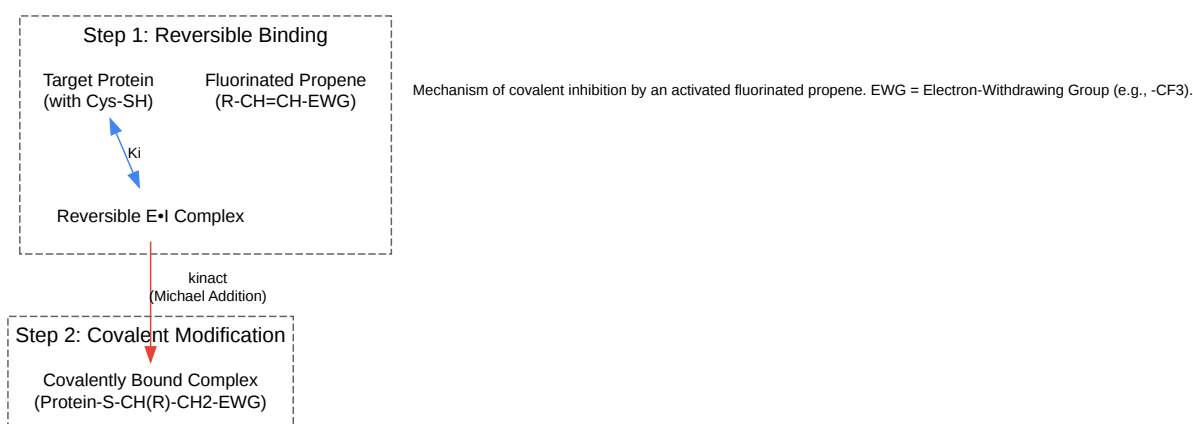 Step 1: Reversible Binding
Target Protein
(with Cys-SH)
Fluorinated Propene
(R-CH=CH-EWG)
Mechanism of covalent inhibition by an activated fluorinated propene. EWG = Electron-Withdrawing Group (e.g., -CF3).
Ki
Reversible E•I Complex
kinact
(Michael Addition)
Step 2: Covalent Modification
Covalently Bound Complex
(Protein-S-CH(R)-CH2-EWG)